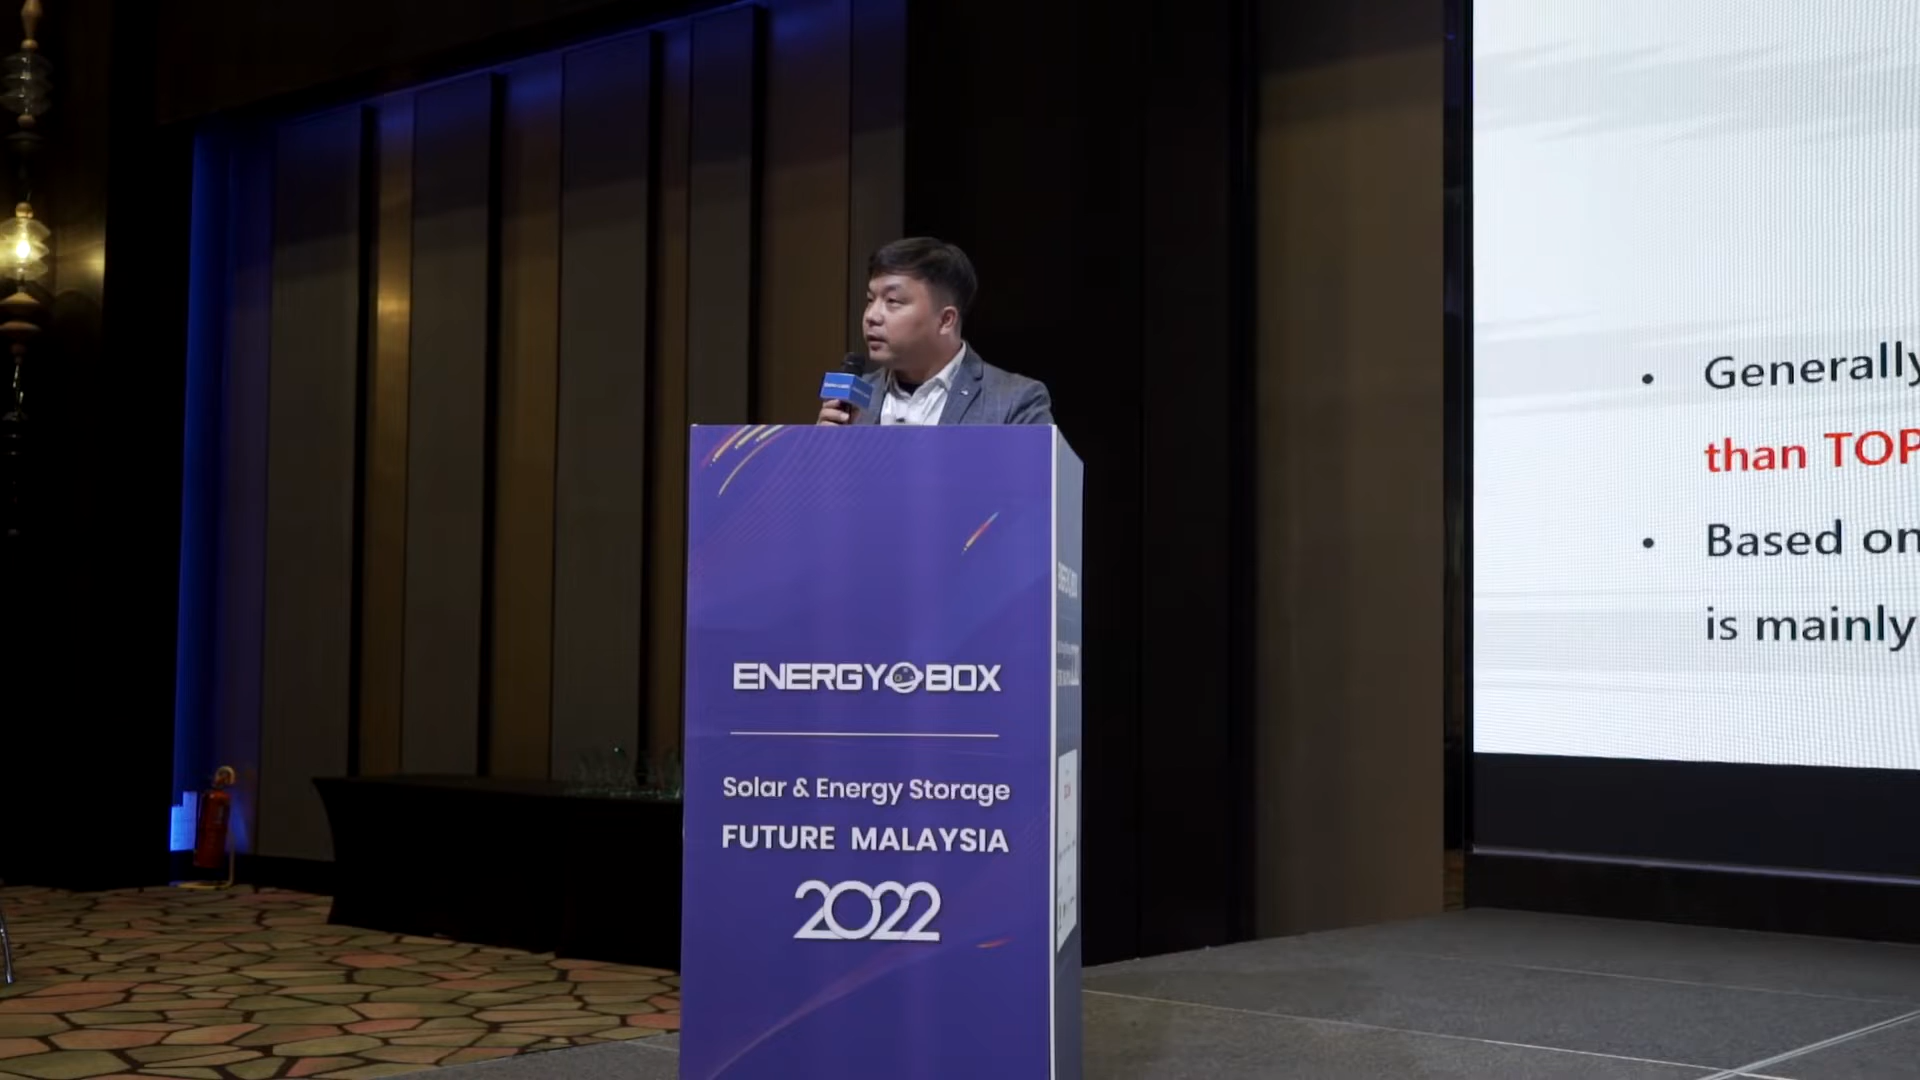 ENERGY BOX
Solar & Energy Storage
FUTURE MALAYSIA
2022
• Generally
than TOP
• Based on
is mainly